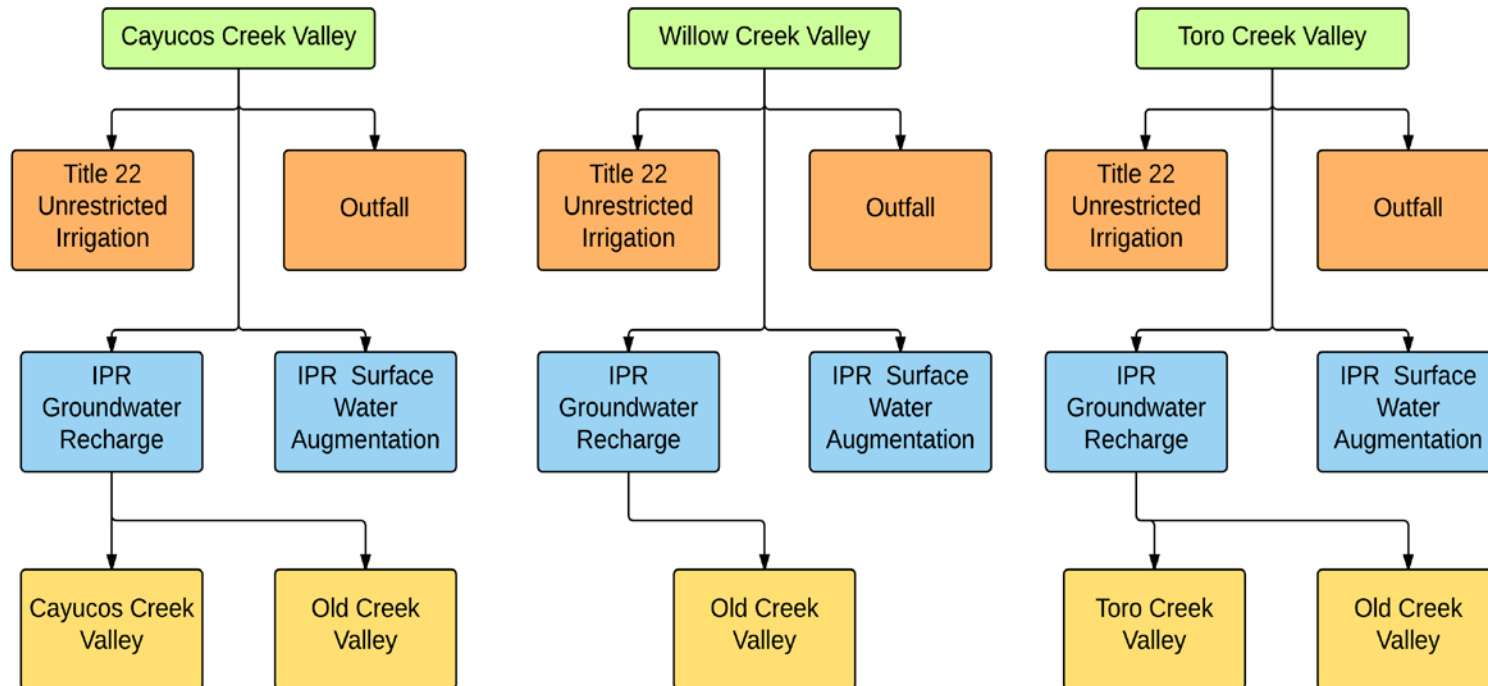 Cayucos Creek Valley
Willow Creek Valley
Toro Creek Valley
Title 22
Unrestricted
Irrigation
Outfall
Title 22
Unrestricted
Irrigation
Outfall
Title 22
Unrestricted
Irrigation
Outfall
IPR
Groundwater
Recharge
IPR Surface
Water
Augmentation
IPR
Groundwater
Recharge
IPR Surface
Water
Augmentation
IPR
Groundwater
Recharge
IPR Surface
Water
Augmentation
Cayucos Creek
Valley
Old Creek
Valley
Old Creek
Valley
Toro Creek
Valley
Old Creek
Valley